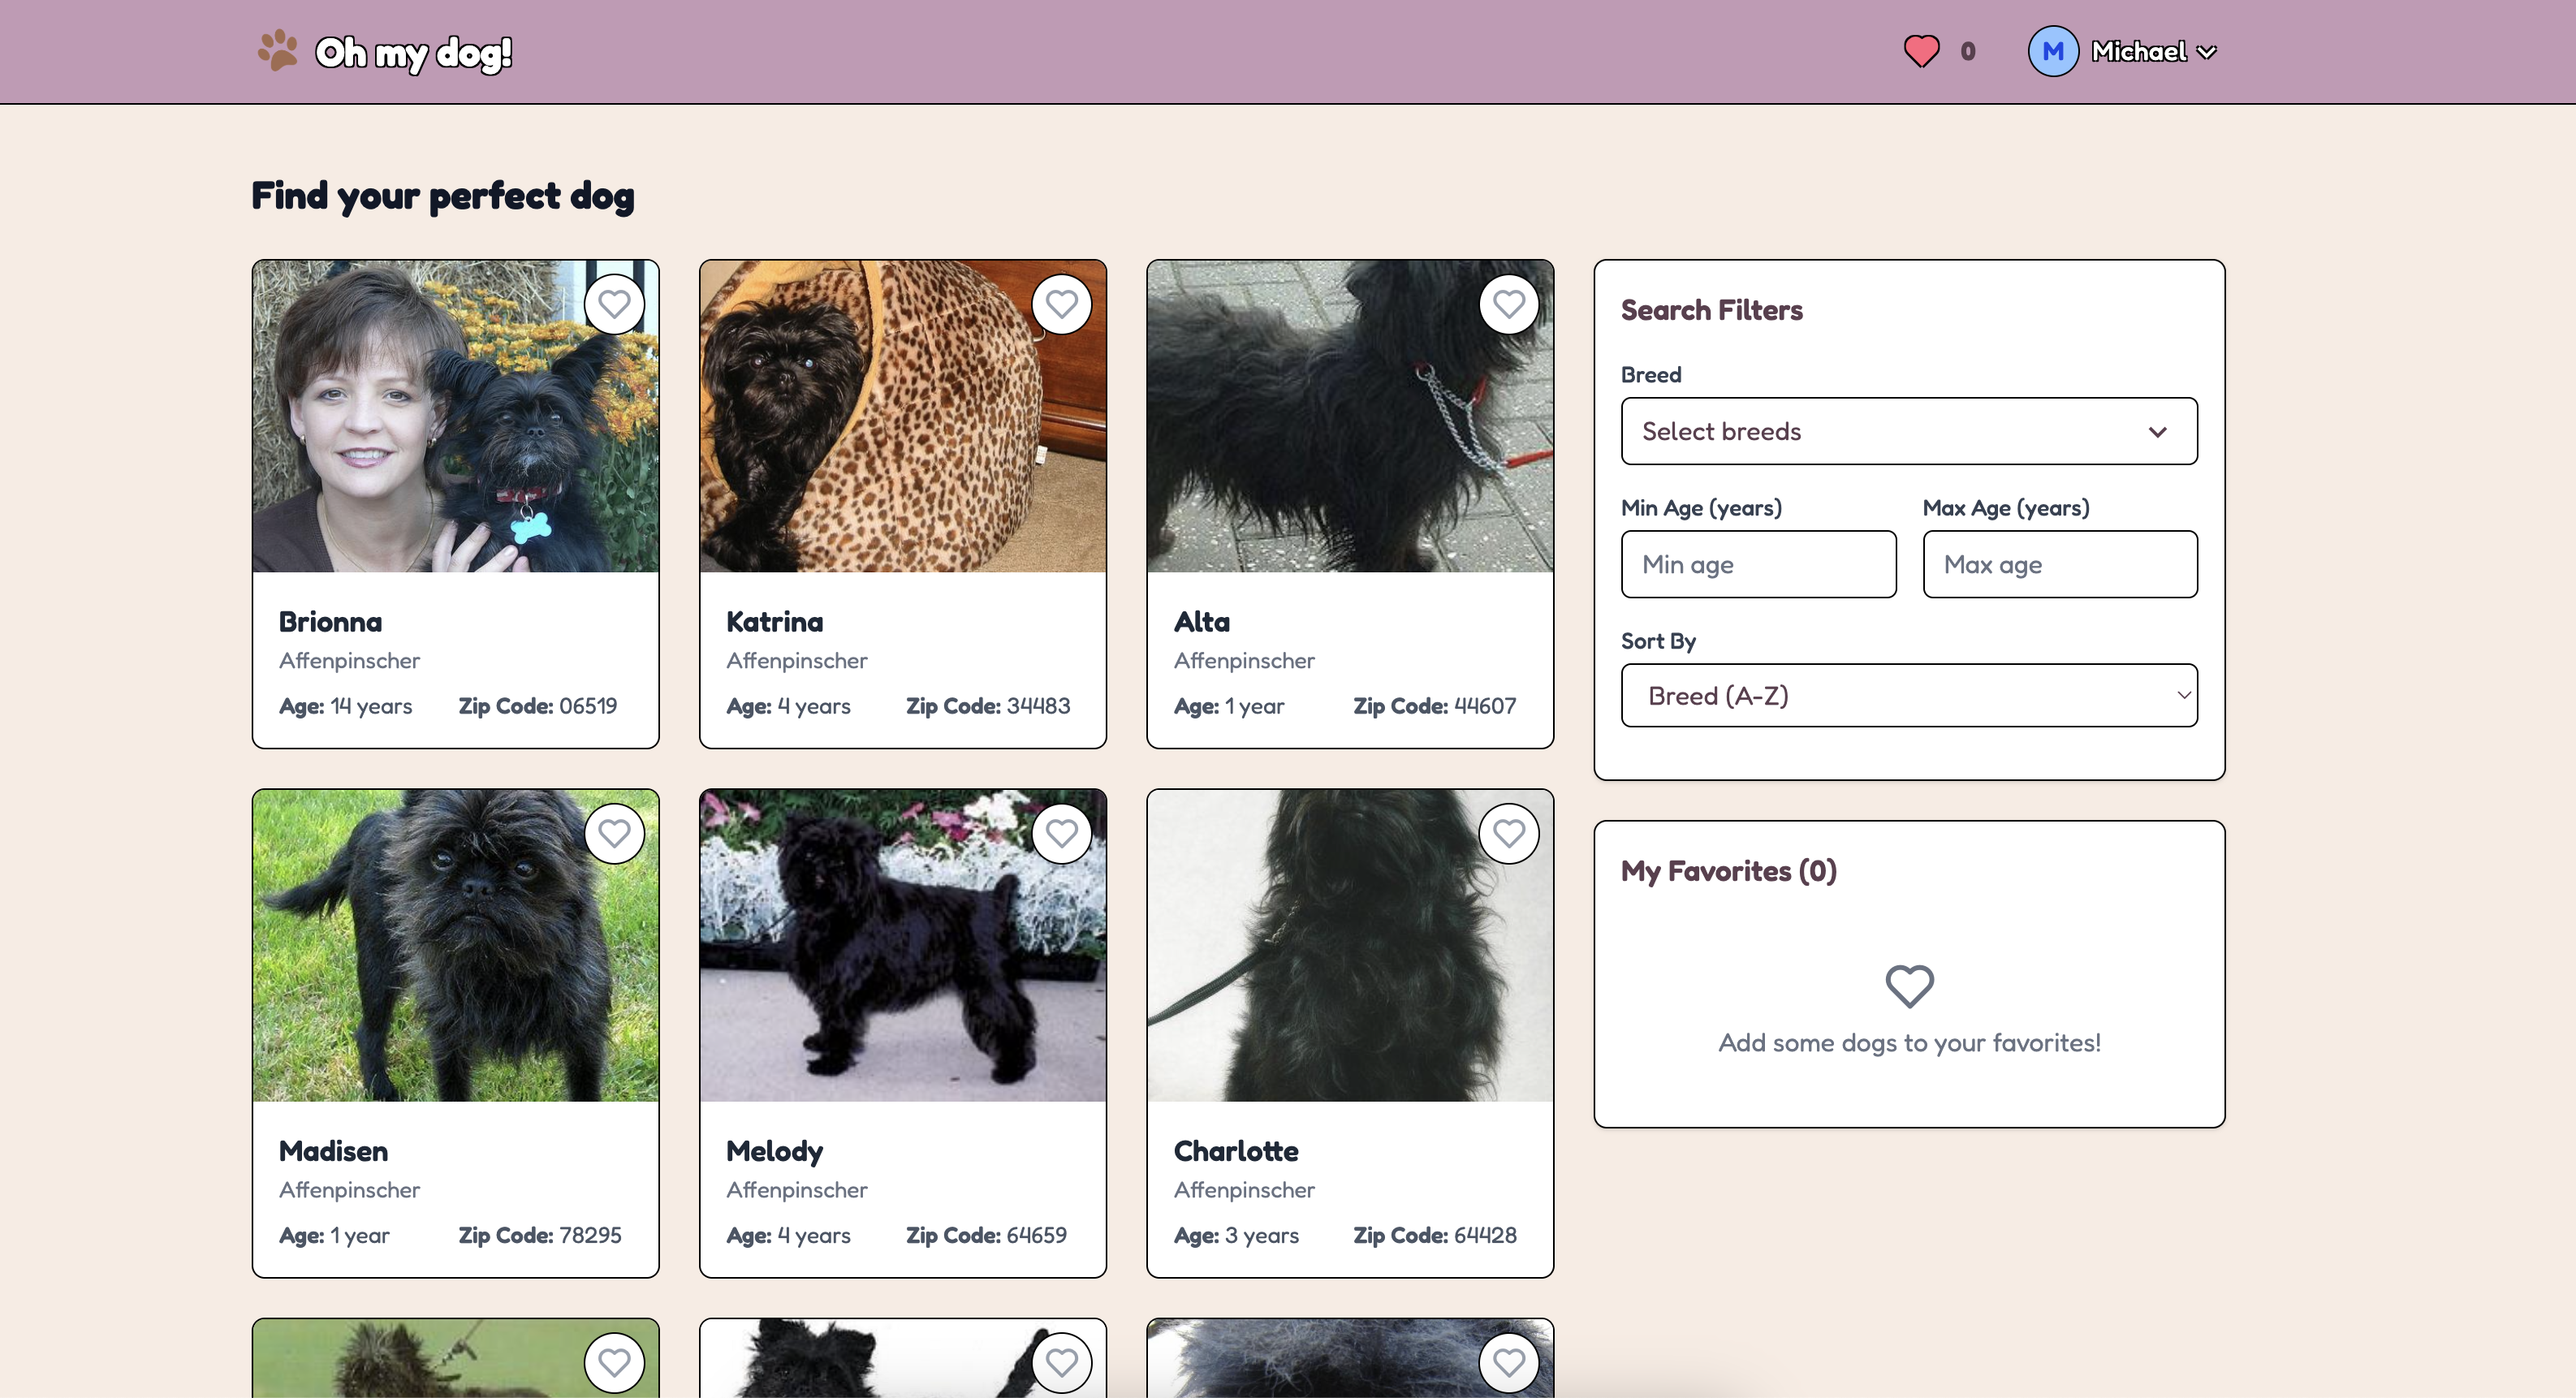 Oh my dog!
0
M Michael
Find your perfect dog
Brionna
Affenpinscher
Age: 14 years Zip Code: 06519
Katrina
Affenpinscher
Age: 4 years Zip Code: 34483
Alta
Affenpinscher
Age: 1 year Zip Code: 44607
Madisen
Affenpinscher
Age: 1 year Zip Code: 78295
Melody
Affenpinscher
Age: 4 years Zip Code: 64659
Charlotte
Affenpinscher
Age: 3 years Zip Code: 64428
Search Filters
Breed
Select breeds
Min Age (years) Max Age (years)
Min age Max age
Sort By
Breed (A-Z)
My Favorites (0)
Add some dogs to your favorites!